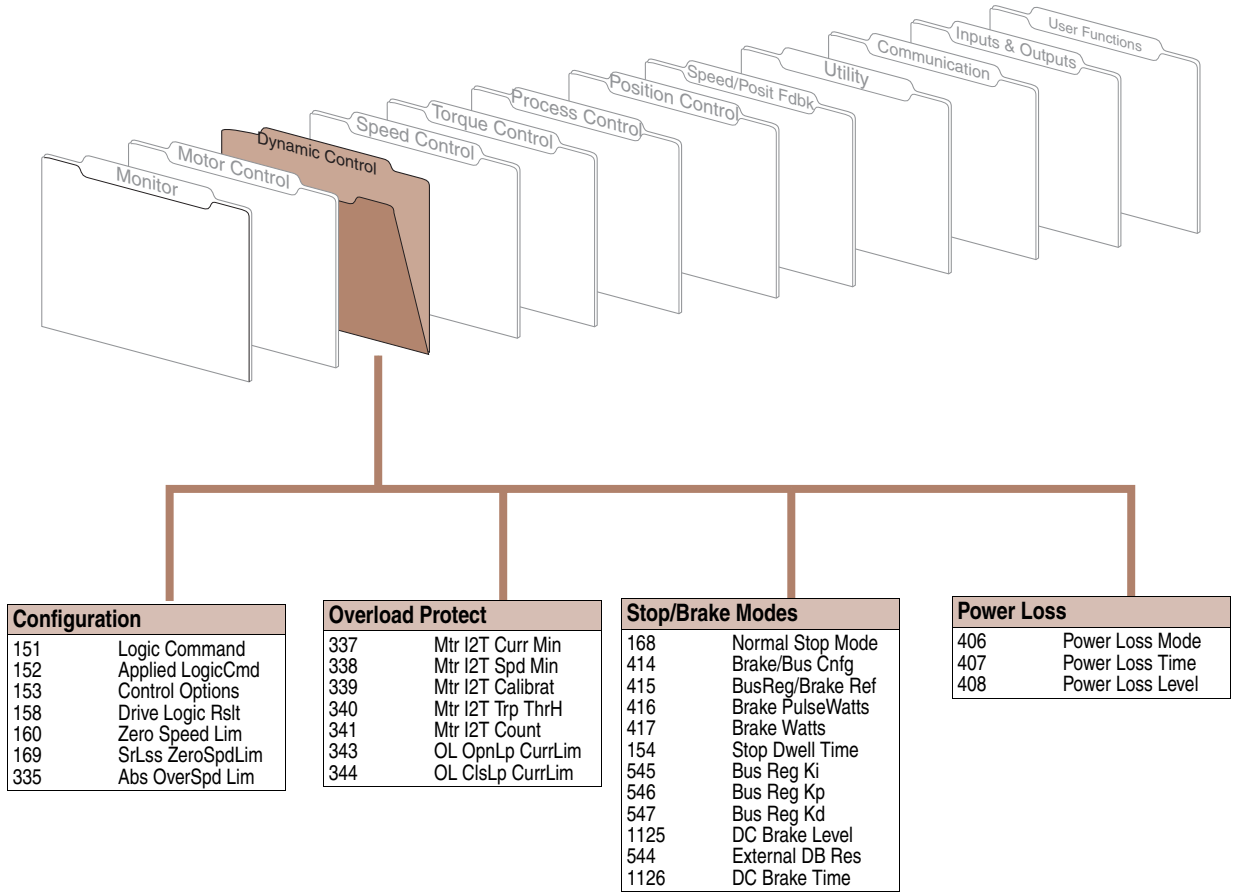 Monitor
Motor Control
Dynamic Control
Speed Control
Torque Control
Process Control
Position Control
Speed/Posit Fdbk
Utility
Communication
Inputs & Outputs
User Functions
Configuration
151 Logic Command
152 Applied LogicCmd
153 Control Options
158 Drive Logic Rslt
160 Zero Speed Lim
169 SrLss ZeroSpdLim
335 Abs OverSpd Lim
Overload Protect
337 Mtr I2T Curr Min
338 Mtr I2T Spd Min
339 Mtr I2T Calibrat
340 Mtr I2T Trp ThrH
341 Mtr I2T Count
343 OL OpnLp CurrLim
344 OL ClsLp CurrLim
Stop/Brake Modes
168 Normal Stop Mode
414 Brake/Bus Cnfg
415 BusReg/Brake Ref
416 Brake PulseWatts
417 Brake Watts
154 Stop Dwell Time
545 Bus Reg Ki
546 Bus Reg Kp
547 Bus Reg Kd
1125 DC Brake Level
544 External DB Res
1126 DC Brake Time
Power Loss
406 Power Loss Mode
407 Power Loss Time
408 Power Loss Level